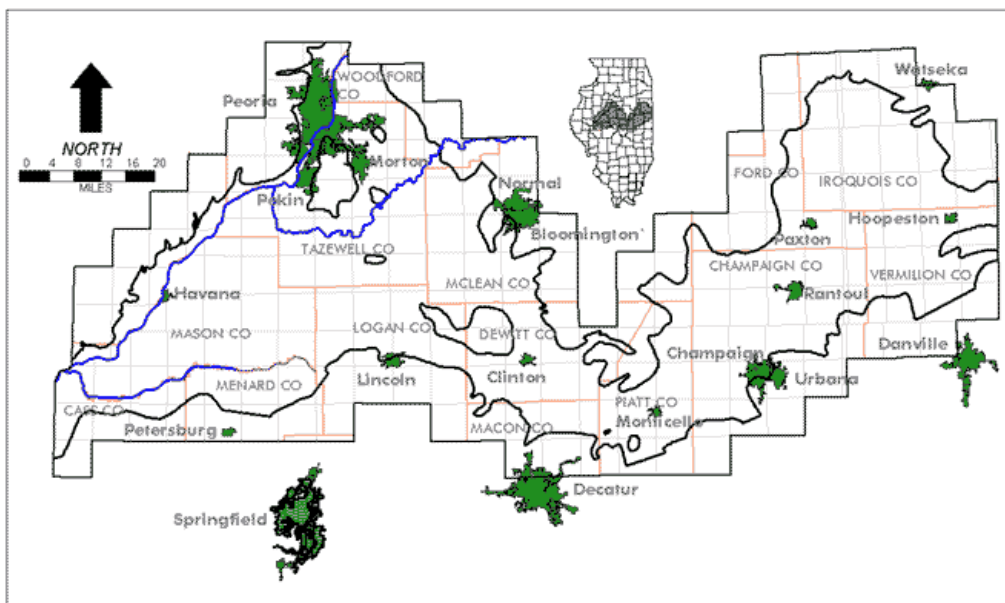 Watseka
WOODFORD
CO
Peoria
NORTH
0 4 8 12 16 20
MILES
Morton
FORD CO
IROQUOIS CO
Pekin
Normal
Hoopeston
Bloomington`
Paxton
TAZEWELL CO
CHAMPAIGN CO
VERMILION CO
MCLEAN CO
Havana
Rantoul
MASON CO
LOGAN CO
DEWITT CO
Danville
Champaign
Lincoln
Clinton
Urbana
MENARD CO
PIATT CO
CASS CO
Monticello
Petersburg
MACON CO
Decatur
Springfield